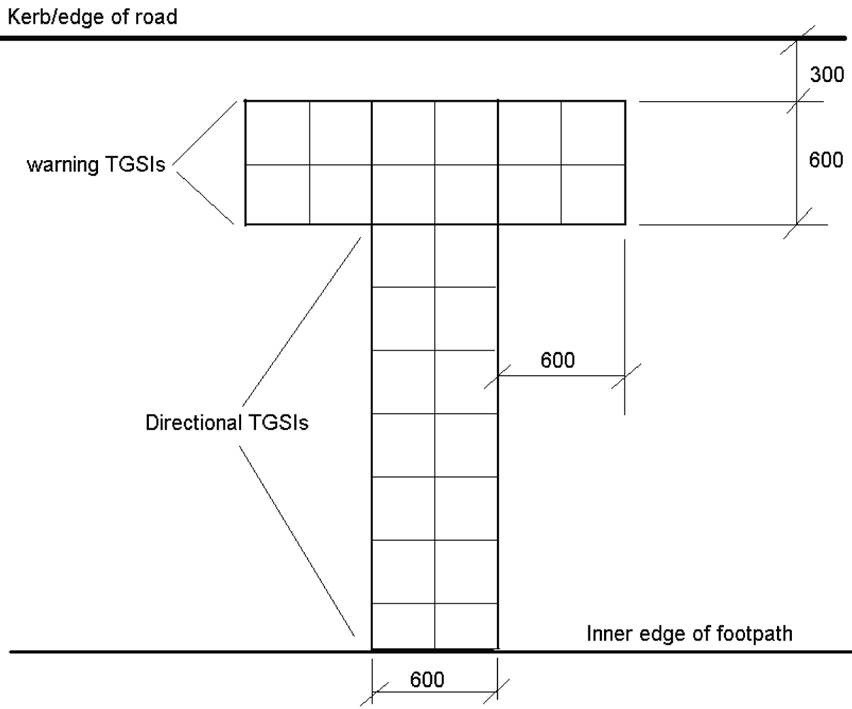 Kerb/edge of road
300
warning TGSIs
600
600
Directional TGSIs
Inner edge of footpath
600